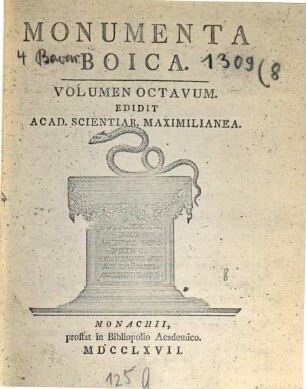 MONUMENTA
4 Bavar. BOICA. 1309(8
VOLUMEN OCTAVUM.
EDIDIT
ACAD. SCIENTIAR. MAXIMILIANEA.
8
MONACHII,
prostat in Bibliopolio Academico.
MDCCLXVII.
125